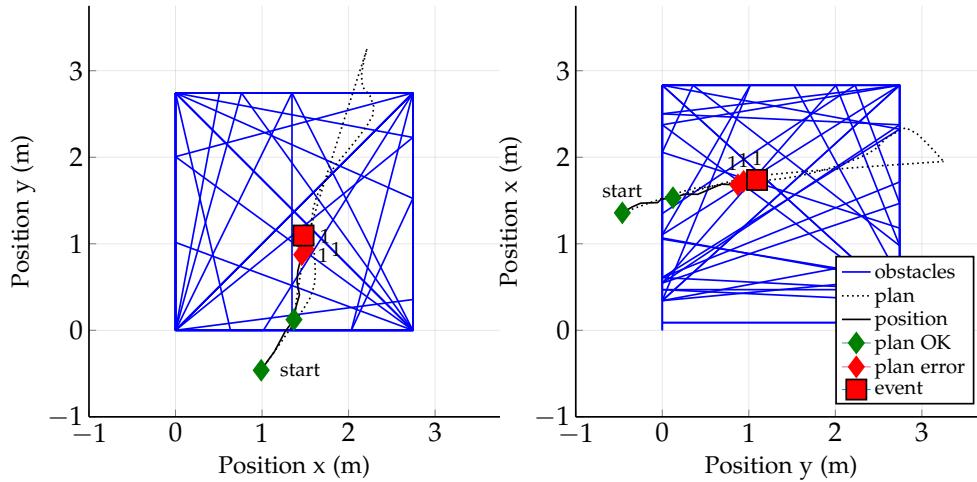 3
2
1
0
−1
−1
0
1
2
3
Position x (m)
Position y (m)
start
1
1
1
3
2
1
0
−1
−1
0
1
2
3
Position y (m)
Position x (m)
start
1 1 1
obstacles
plan
position
plan OK
plan error
event